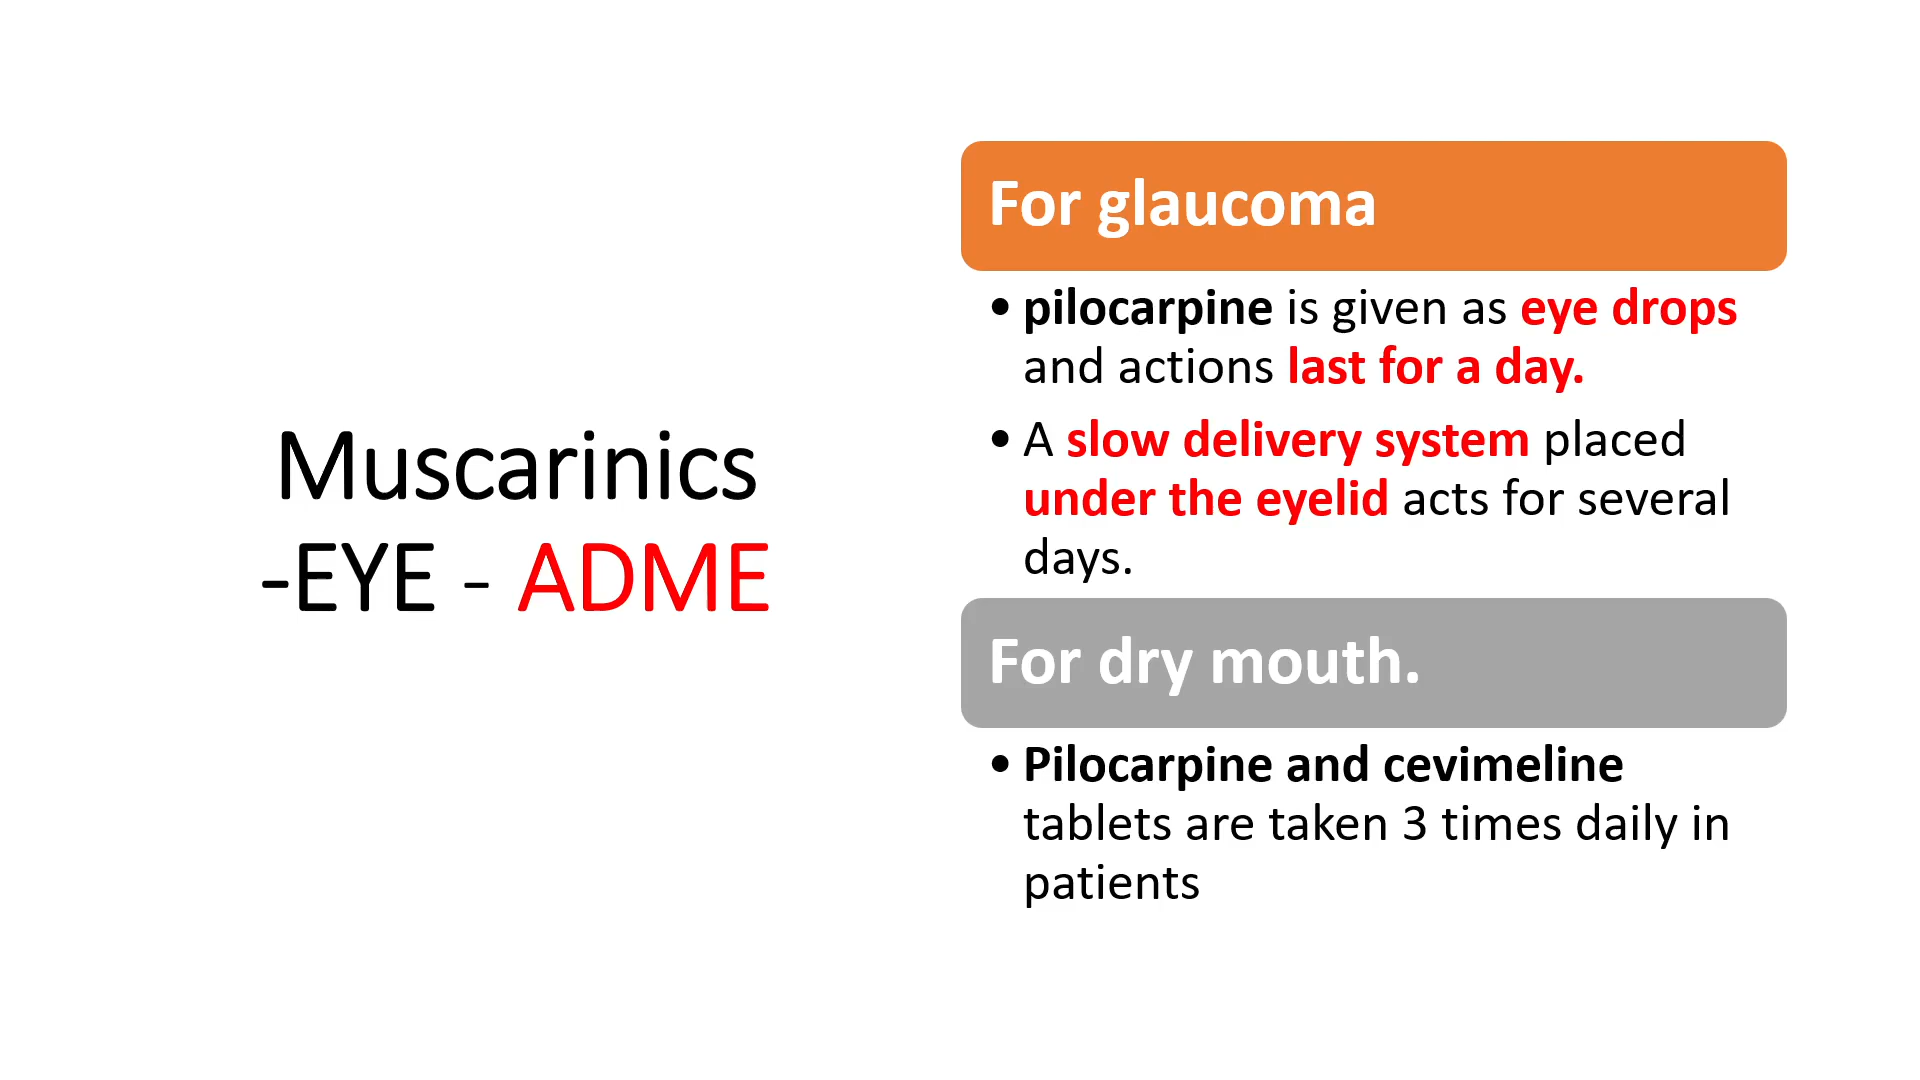 Muscarinics
-EYE - ADME
For glaucoma
• pilocarpine is given as eye drops
and actions last for a day.
• A slow delivery system placed
under the eyelid acts for several
days.
For dry mouth.
• Pilocarpine and cevimeline
tablets are taken 3 times daily in
patients